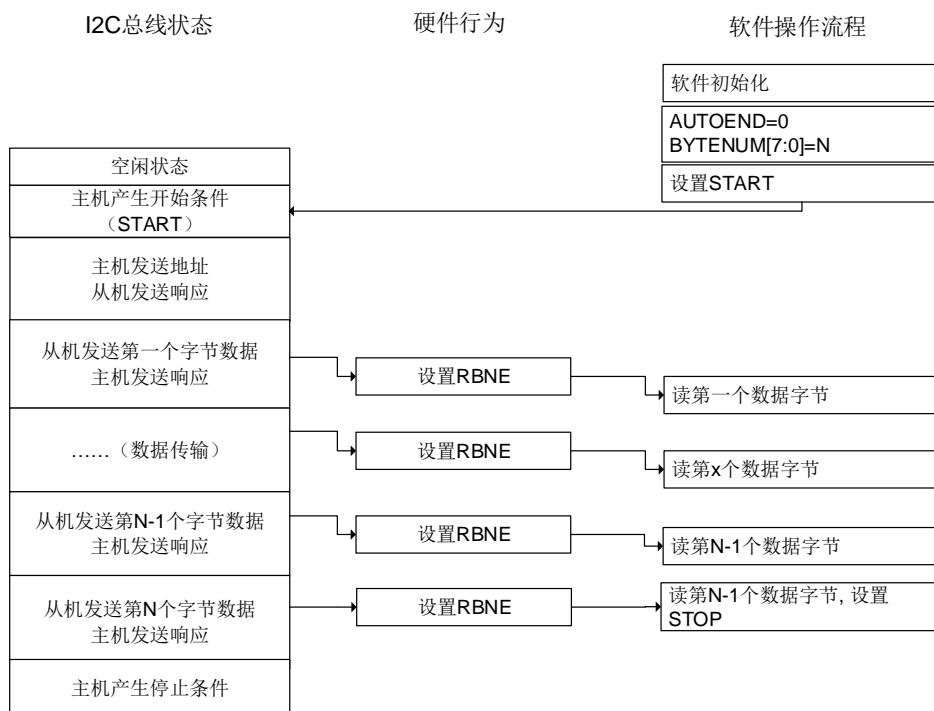 I2C总线状态
硬件行为
软件操作流程
软件初始化
AUTOEND=0
BYTENUM[7:0]=N
设置START
空闲状态
主机产生开始条件
（START）
主机发送地址
从机发送响应
从机发送第一个字节数据
主机发送响应
设置RBNE
读第一个数据字节
……（数据传输）
设置RBNE
读第x个数据字节
从机发送第N-1个字节数据
主机发送响应
设置RBNE
读第N-1个数据字节
从机发送第N个字节数据
主机发送响应
设置RBNE
读第N-1个数据字节, 设置
STOP
主机产生停止条件